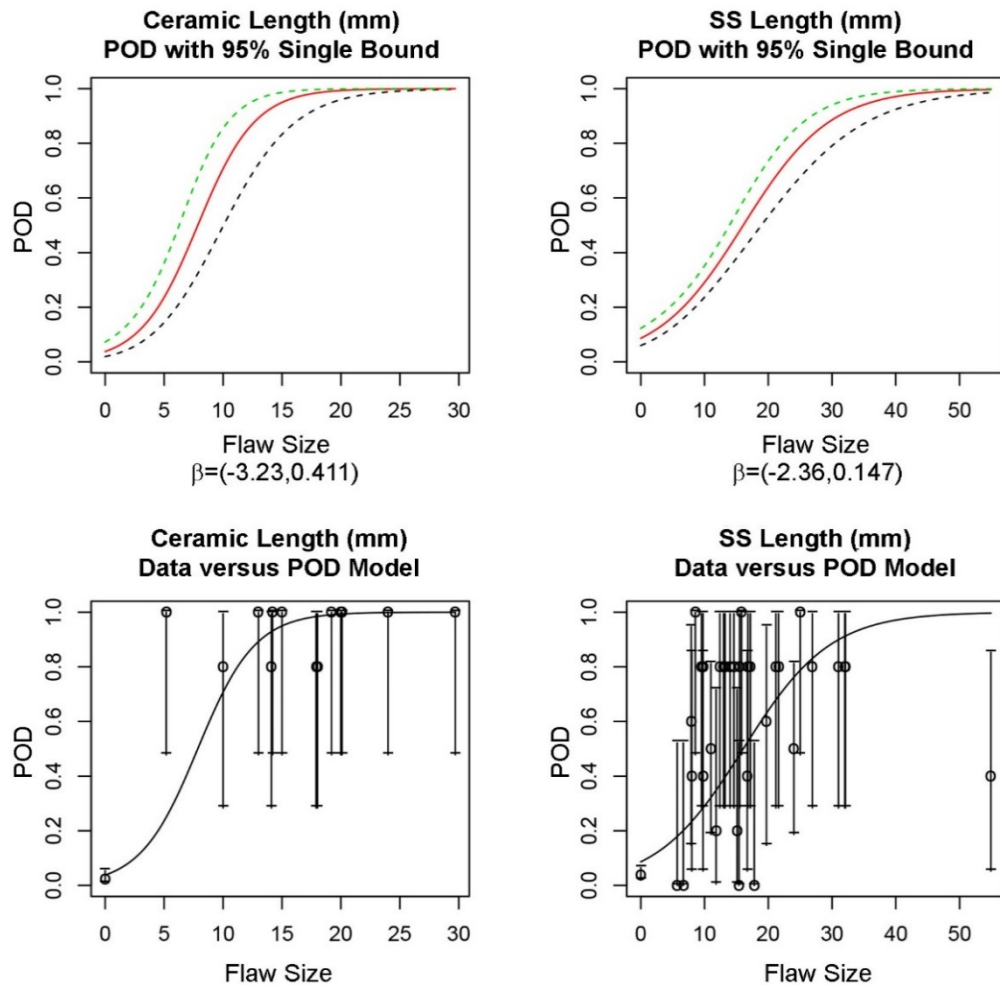 Ceramic Length (mm)
POD with 95% Single Bound
POD
0.0 0.2 0.4 0.6 0.8 1.0
0 5 10 15 20 25 30
Flaw Size
β=(-3.23,0.411)
SS Length (mm)
POD with 95% Single Bound
POD
0.0 0.2 0.4 0.6 0.8 1.0
0 10 20 30 40 50
Flaw Size
β=(-2.36,0.147)
Ceramic Length (mm)
Data versus POD Model
POD
0.0 0.2 0.4 0.6 0.8 1.0
0 5 10 15 20 25 30
Flaw Size
SS Length (mm)
Data versus POD Model
POD
0.0 0.2 0.4 0.6 0.8 1.0
0 10 20 30 40 50
Flaw Size